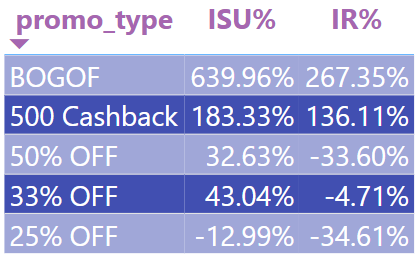 promo_type ISU% IR%
BOGOF 639.96% 267.35%
500 Cashback 183.33% 136.11%
50% OFF 32.63% -33.60%
33% OFF 43.04% -4.71%
25% OFF -12.99% -34.61%